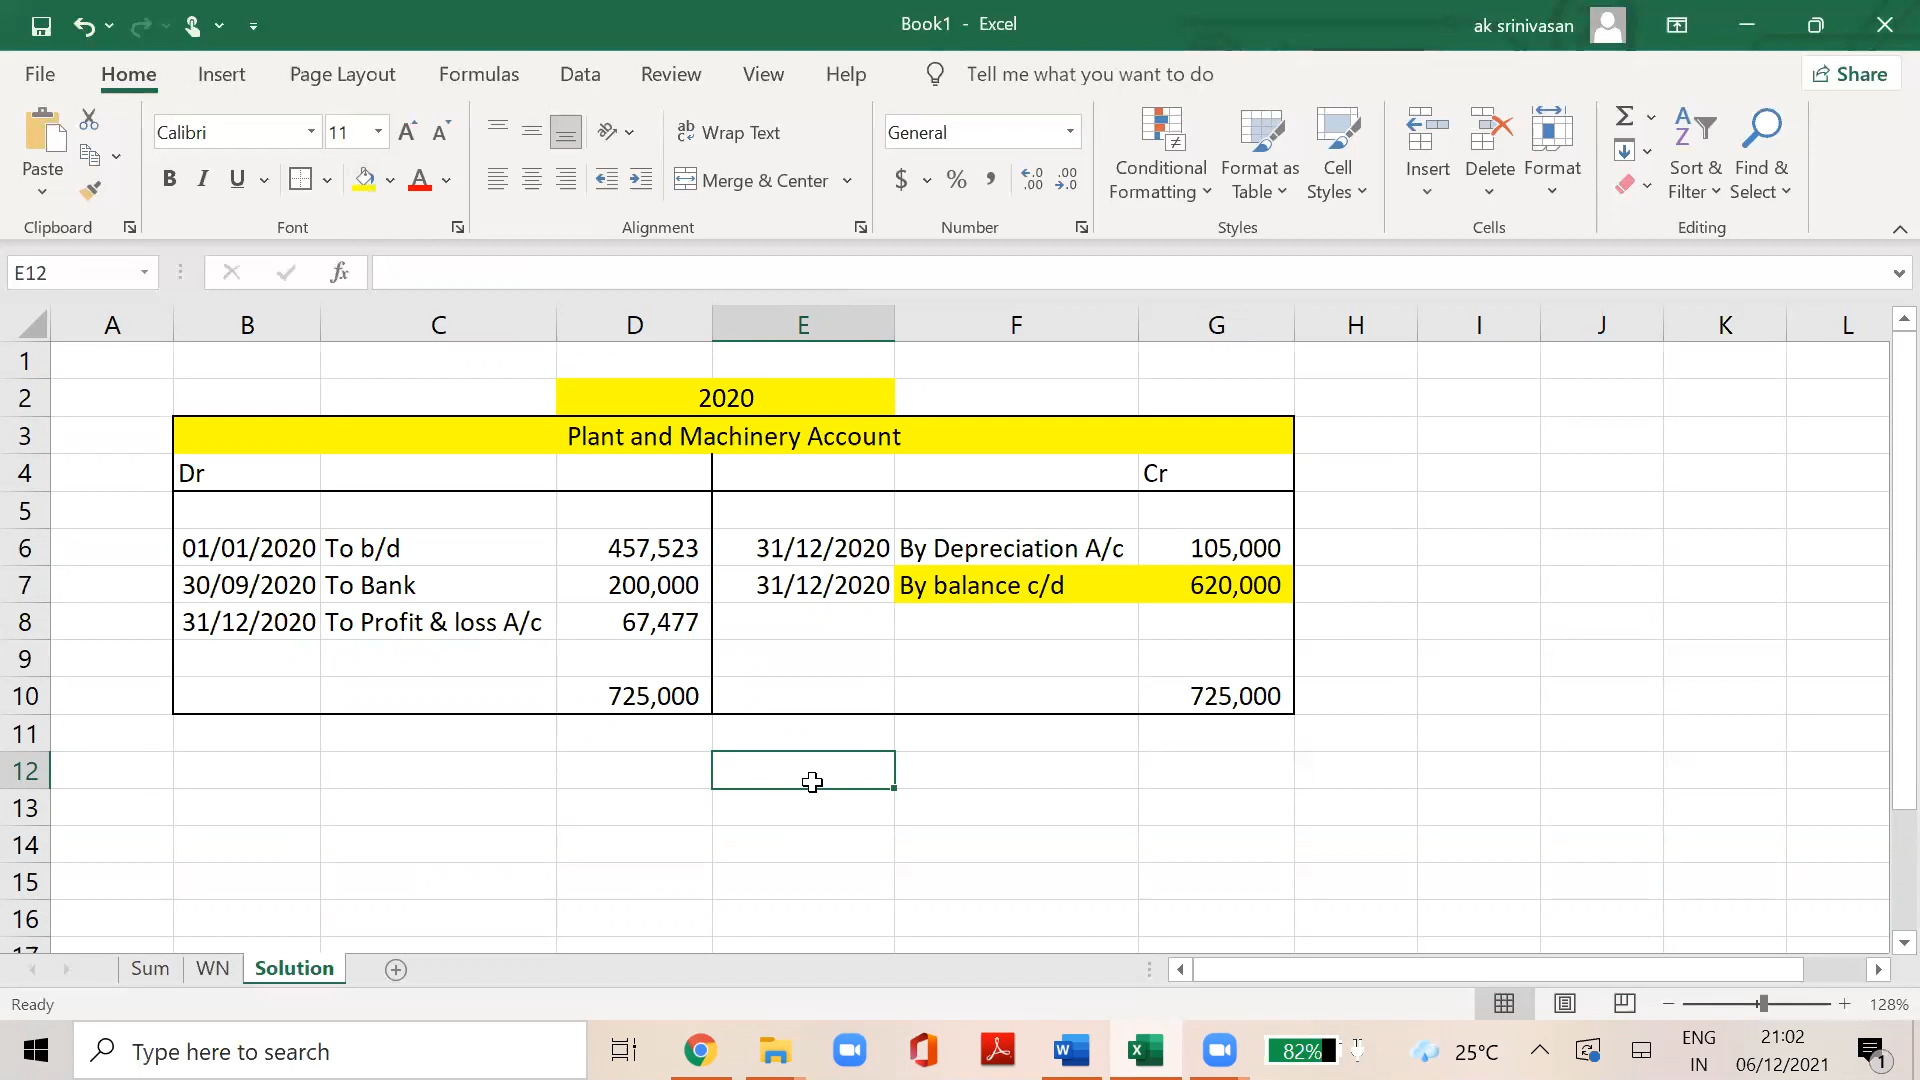 Book1 - Excel
ak srinivasan
File Home Insert Page Layout Formulas Data Review View Help Tell me what you want to do Share
Paste
Clipboard
Calibri 11
B I U
Font
Wrap Text
Merge & Center
Alignment
General
$ % , .00 .00
Number
Conditional Formatting
Format as Table
Cell Styles
Styles
Insert
Delete
Format
Cells
Sort & Filter
Find & Select
Editing
E12 fx
A B C D E F G H I J K L
1
2 2020
3 Plant and Machinery Account
4 Dr Cr
5
6 01/01/2020 To b/d 457,523 31/12/2020 By Depreciation A/c 105,000
7 30/09/2020 To Bank 200,000 31/12/2020 By balance c/d 620,000
8 31/12/2020 To Profit & loss A/c 67,477
9
10 725,000 725,000
11
12
13
14
15
16
Sum WN Solution
Ready 128%
Type here to search
82%
25°C
ENG
IN
21:02
06/12/2021
1